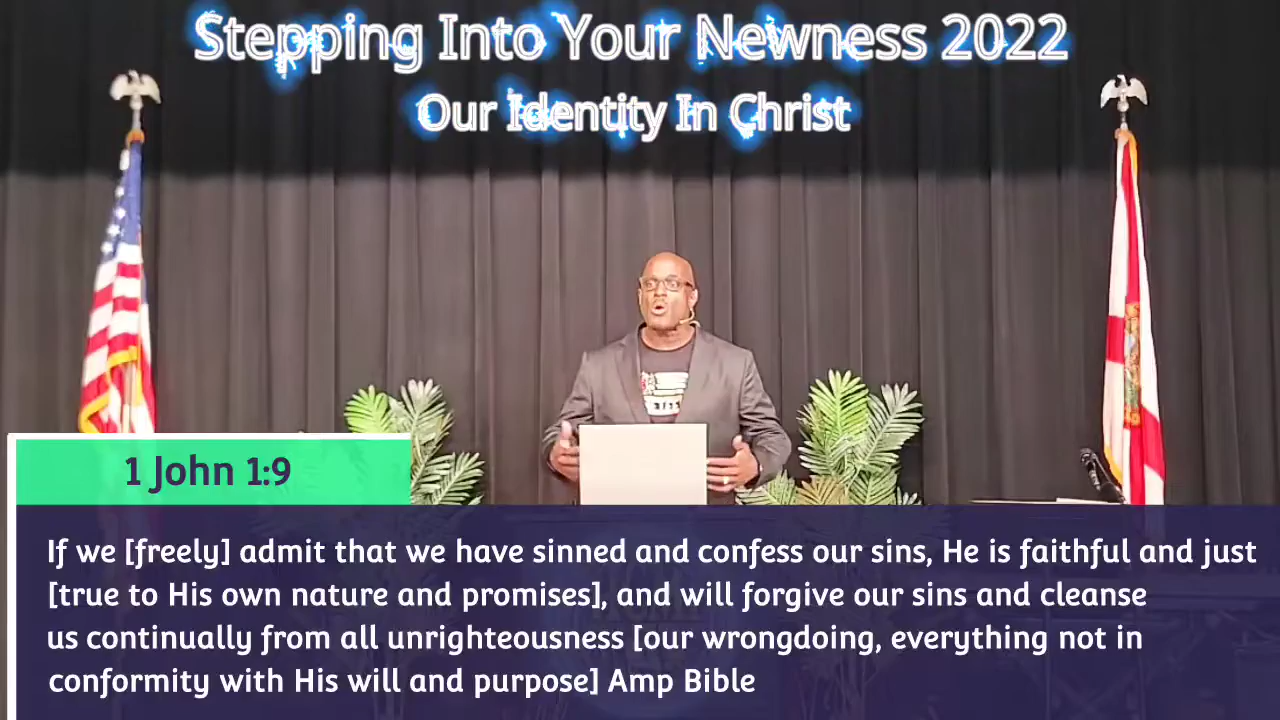 Stepping Into Your Newness 2022
Our Identity In Christ
1 John 1:9
If we [freely] admit that we have sinned and confess our sins, He is faithful and just
[true to His own nature and promises], and will forgive our sins and cleanse
us continually from all unrighteousness [our wrongdoing, everything not in
conformity with His will and purpose] Amp Bible